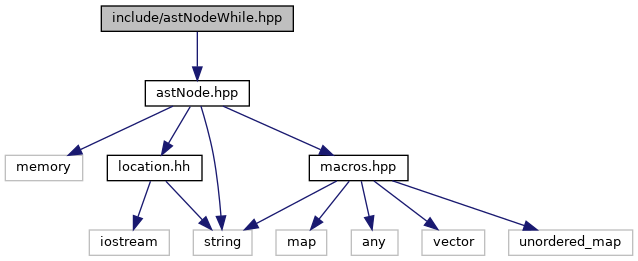 include/astNodeWhile.hpp
astNode.hpp
memory
location.hh
macros.hpp
iostream
string
map
any
vector
unordered_map